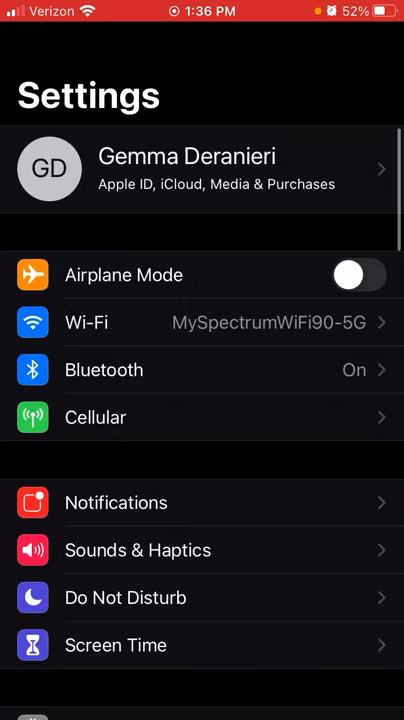 Verizon 1:36 PM 52%
Settings
GD
Gemma Deranieri
Apple ID, iCloud, Media & Purchases
Airplane Mode
Wi-Fi MySpectrumWiFi90-5G
Bluetooth On
Cellular
Notifications
Sounds & Haptics
Do Not Disturb
Screen Time